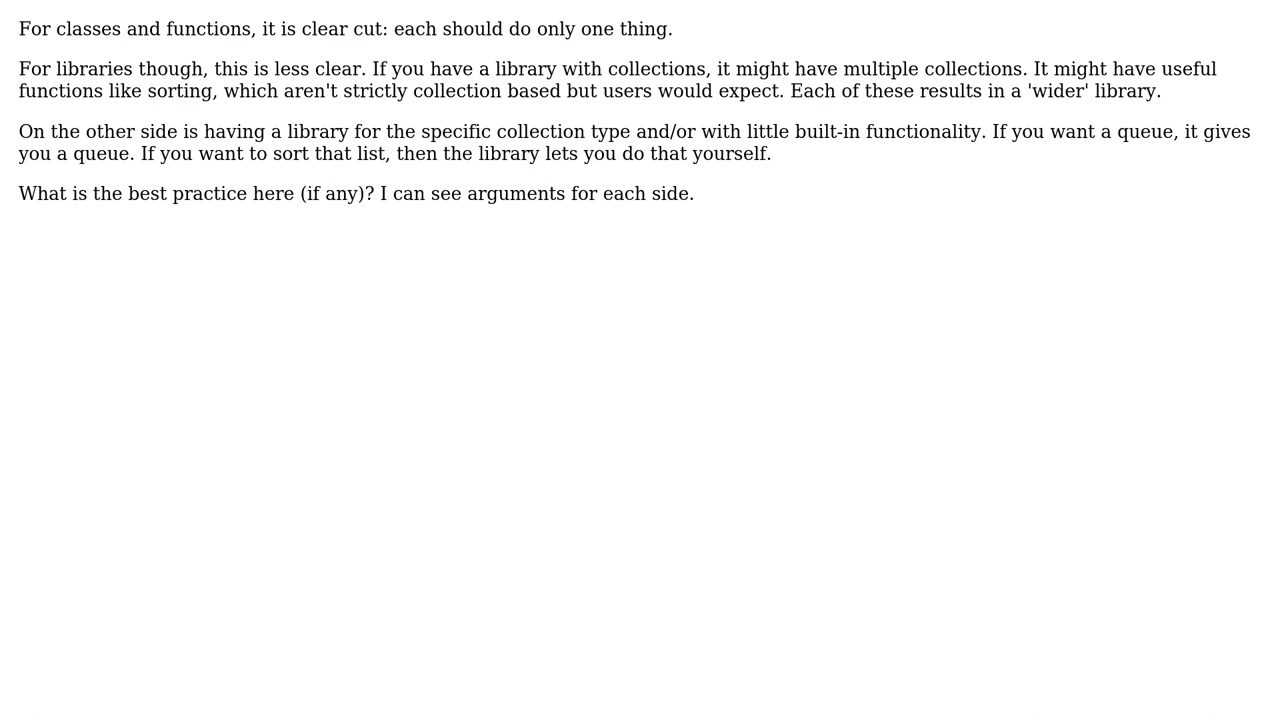 For classes and functions, it is clear cut: each should do only one thing.
For libraries though, this is less clear. If you have a library with collections, it might have multiple collections. It might have useful
functions like sorting, which aren't strictly collection based but users would expect. Each of these results in a 'wider' library.
On the other side is having a library for the specific collection type and/or with little built-in functionality. If you want a queue, it gives
you a queue. If you want to sort that list, then the library lets you do that yourself.
What is the best practice here (if any)? I can see arguments for each side.